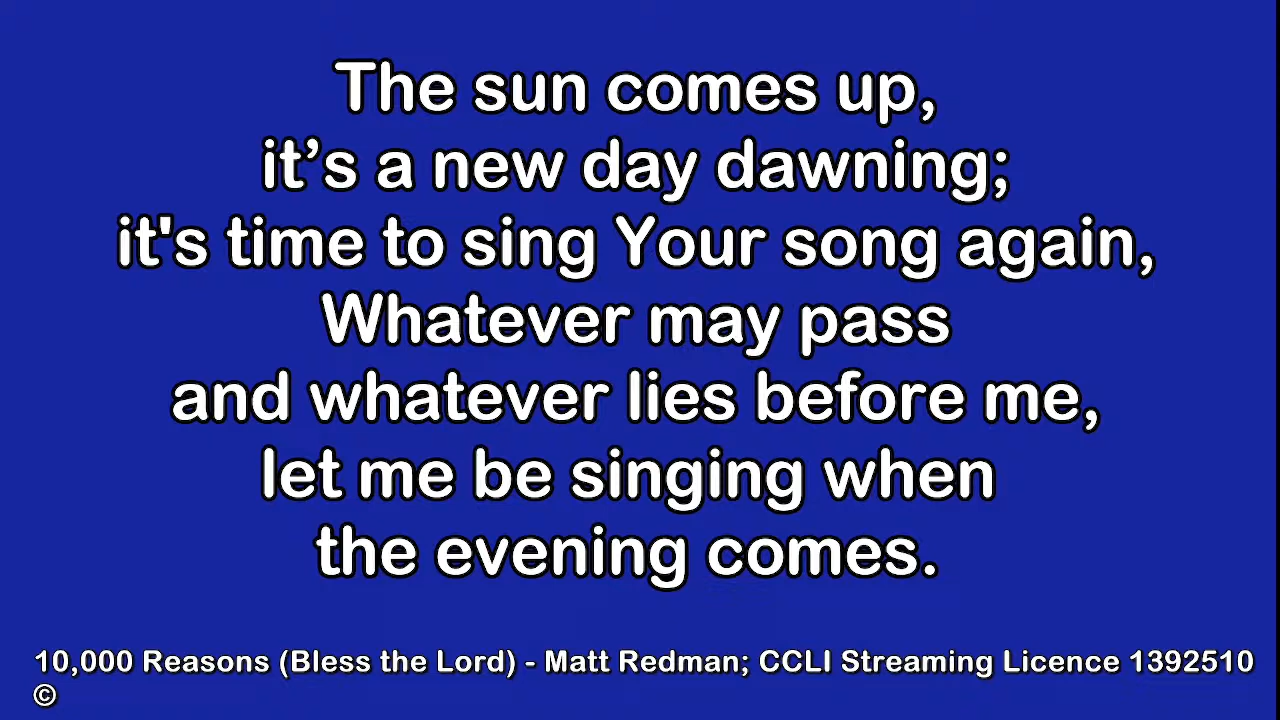 The sun comes up,
it’s a new day dawning;
it's time to sing Your song again,
Whatever may pass
and whatever lies before me,
let me be singing when
the evening comes.
10,000 Reasons (Bless the Lord) - Matt Redman; CCLI Streaming Licence 1392510
©